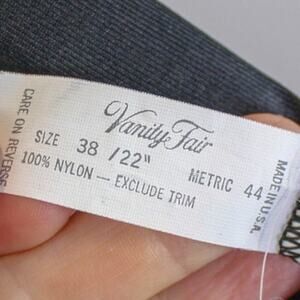 Vanity Fair
SIZE 38 /22" METRIC 44
100% NYLON — EXCLUDE TRIM
CARE ON REVERSE
MADE IN U.S.A.